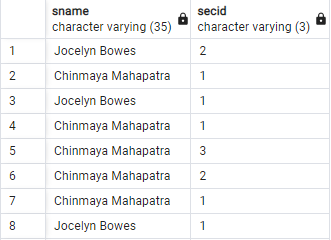 sname secid
character varying (35) character varying (3)
1 Jocelyn Bowes 2
2 Chinmaya Mahapatra 1
3 Jocelyn Bowes 1
4 Chinmaya Mahapatra 1
5 Chinmaya Mahapatra 3
6 Chinmaya Mahapatra 2
7 Chinmaya Mahapatra 1
8 Jocelyn Bowes 1